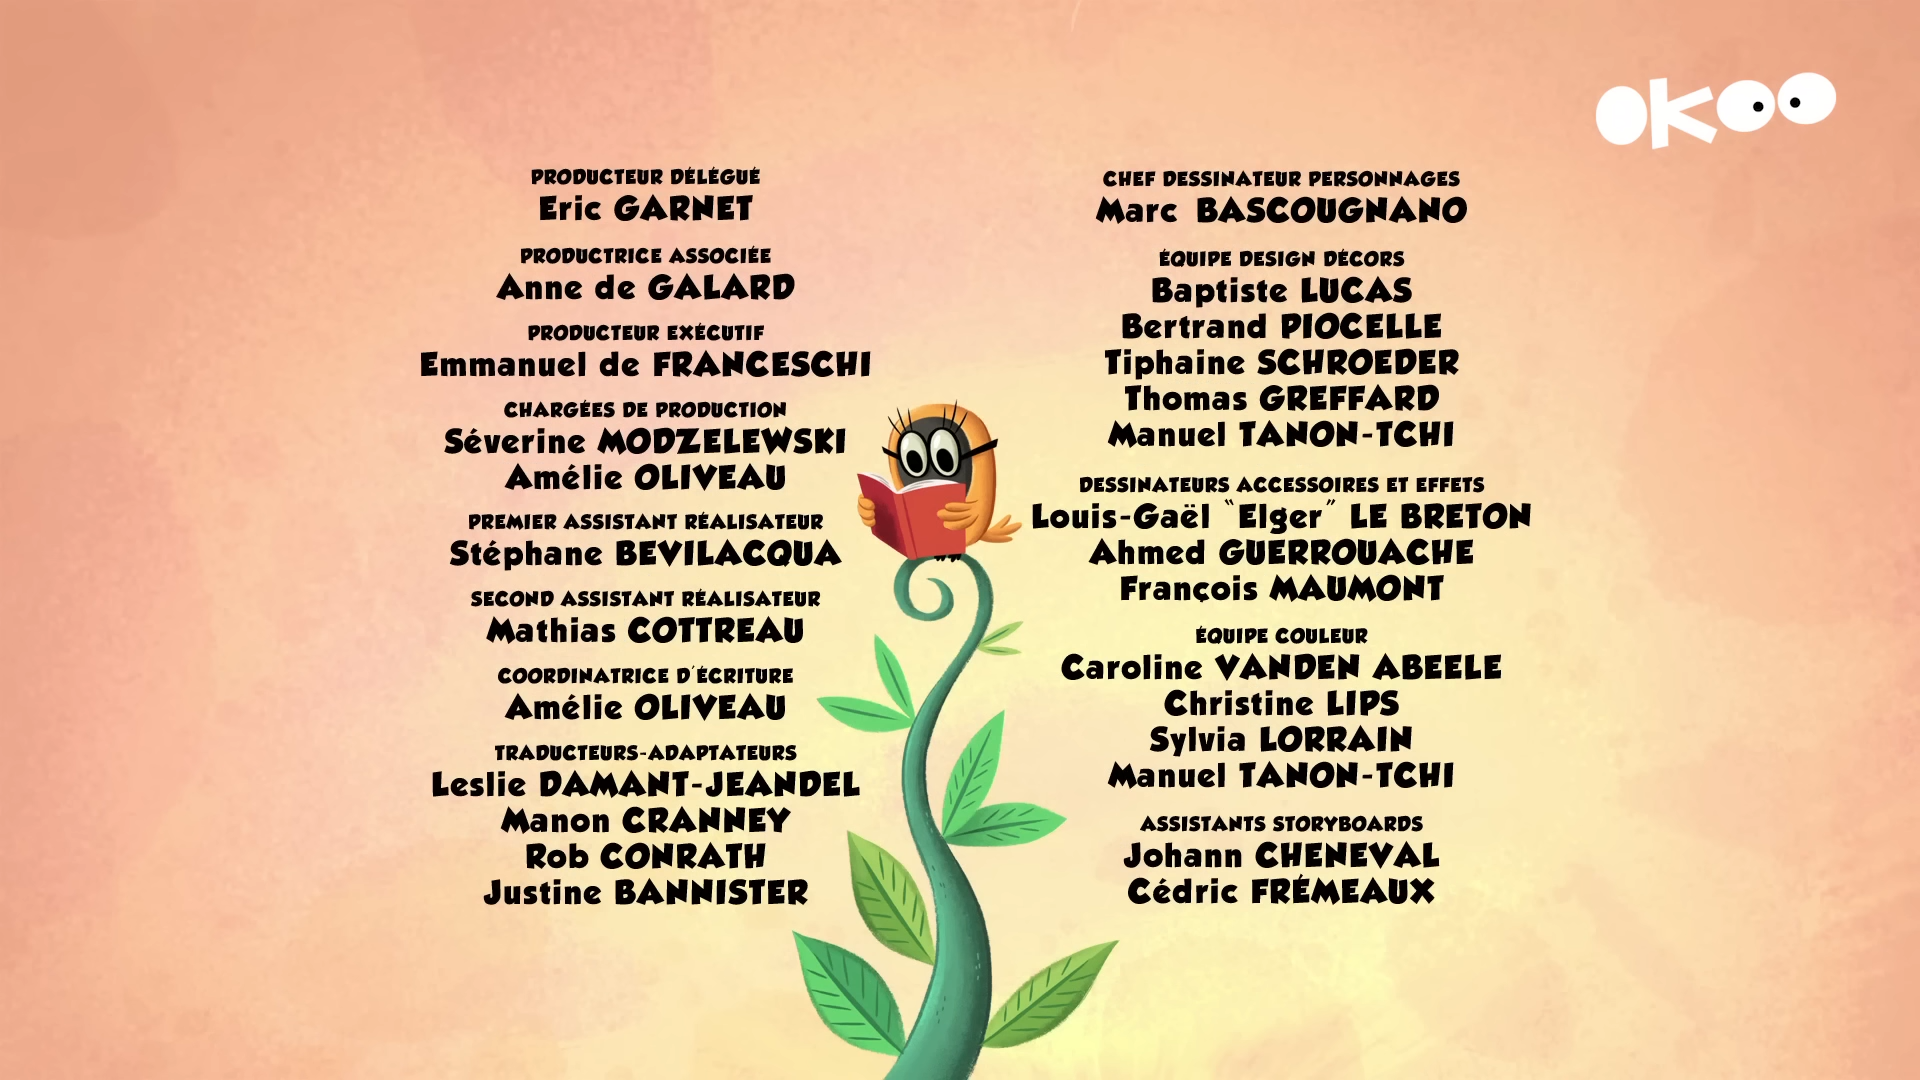 OKOO
PRODUCTEUR DÉLÉGUÉ
Eric GARNET
PRODUCTRICE ASSOCIÉE
Anne de GALARD
PRODUCTEUR EXÉCUTIF
Emmanuel de FRANCESCHI
CHARGÉES DE PRODUCTION
Séverine MODZELEWSKI
Amélie OLIVEAU
PREMIER ASSISTANT RÉALISATEUR
Stéphane BEVILACQUA
SECOND ASSISTANT RÉALISATEUR
Mathias COTTREAU
COORDINATRICE D'ÉCRITURE
Amélie OLIVEAU
TRADUCTEURS-ADAPTATEURS
Leslie DAMANT-JEANDEL
Manon CRANNEY
Rob CONRATH
Justine BANNISTER
CHEF DESSINATEUR PERSONNAGES
Marc BASCOUGNANO
ÉQUIPE DESIGN DÉCORS
Baptiste LUCAS
Bertrand PIOCELLE
Tiphaine SCHROEDER
Thomas GREFFARD
Manuel TANON-TCHI
DESSINATEURS ACCESSOIRES ET EFFETS
Louis-Gaël "Elger" LE BRETON
Ahmed GUERROUACHE
François MAUMONT
ÉQUIPE COULEUR
Caroline VANDEN ABEELE
Christine LIPS
Sylvia LORRAIN
Manuel TANON-TCHI
ASSISTANTS STORYBOARDS
Johann CHENEVAL
Cédric FRÉMEAUX